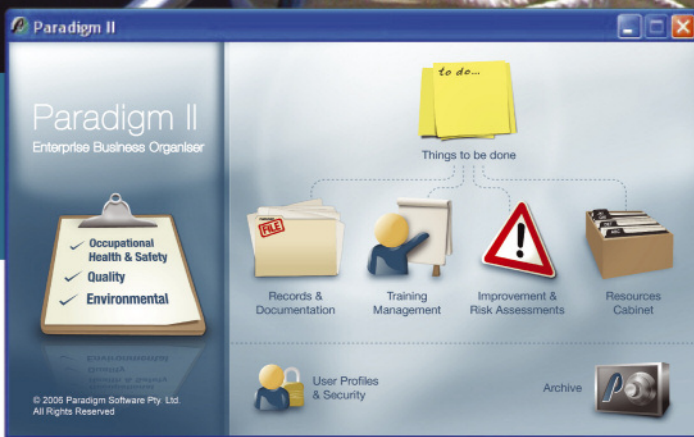 Paradigm II
Paradigm II
Enterprise Business Organiser
Occupational
Health & Safety
Quality
Environmental
© 2006 Paradigm Software Pty. Ltd.
All Rights Reserved
to do...
Things to be done
FILE
Records &
Documentation
Training
Management
Improvement &
Risk Assessments
Resources
Cabinet
User Profiles
& Security
Archive